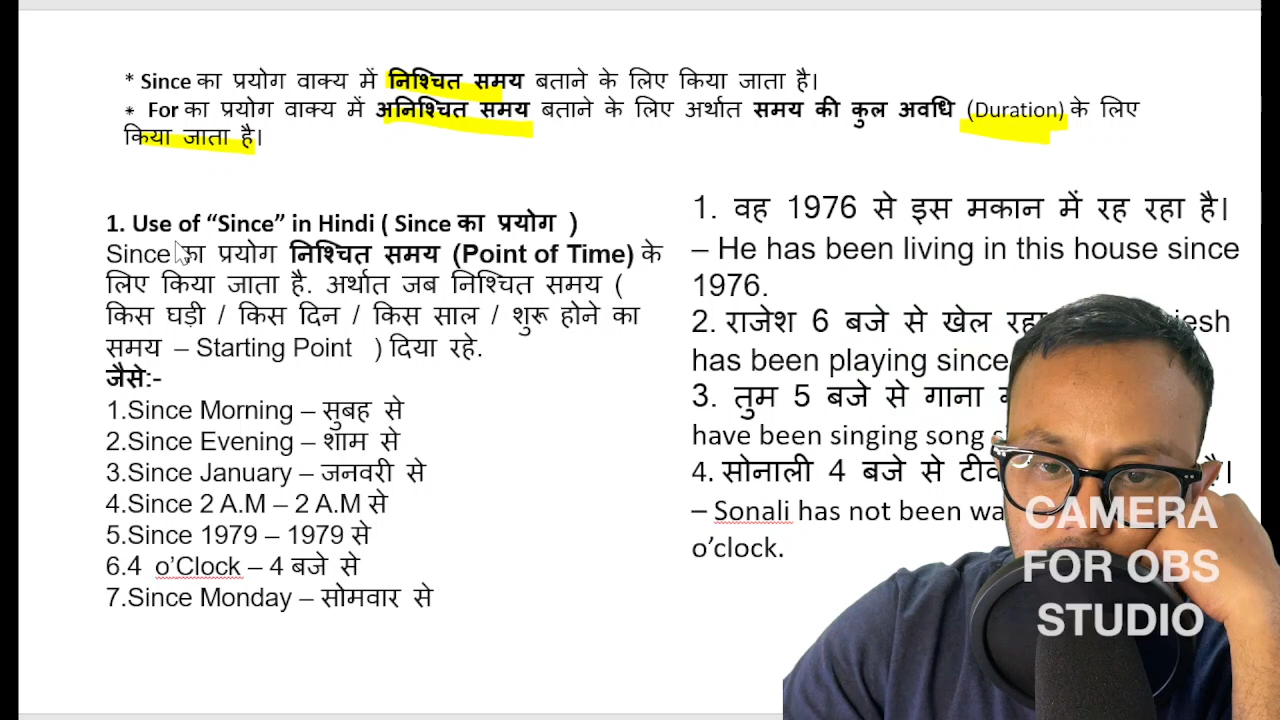 * Since का प्रयोग वाक्य में निश्चित समय बताने के लिए किया जाता है।
* For का प्रयोग वाक्य में अनिश्चित समय बताने के लिए अर्थात समय की कुल अवधि (Duration) के लिए
किया जाता है।
1. Use of “Since” in Hindi ( Since का प्रयोग )
Since का प्रयोग निश्चित समय (Point of Time) के
लिए किया जाता है. अर्थात जब निश्चित समय (
किस घड़ी / किस दिन / किस साल / शुरू होने का
समय – Starting Point ) दिया रहे.
जैसे:-
1.Since Morning – सुबह से
2.Since Evening – शाम से
3.Since January – जनवरी से
4.Since 2 A.M – 2 A.M से
5.Since 1979 – 1979 से
6.4 o’Clock – 4 बजे से
7.Since Monday – सोमवार से
1. वह 1976 से इस मकान में रह रहा है।
– He has been living in this house since
1976.
2. राजेश 6 बजे से खेल रहा
has been playing since
3. तुम 5 बजे से गाना
have been singing song
4. सोनाली 4 बजे से है।
– Sonali has not been
o’clock.
CAMERA
FOR OBS
STUDIO